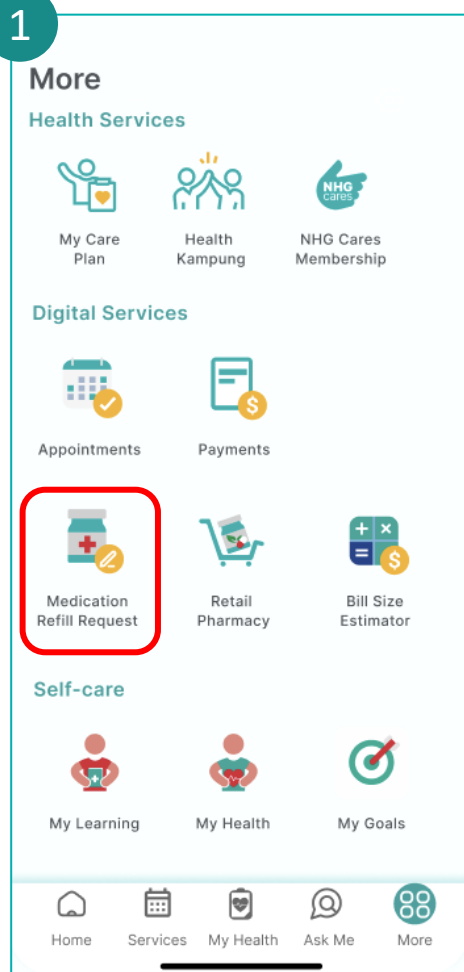 1
More
Health Services
NHG
cares
My Care
Plan
Health
Kampung
NHG Cares
Membership
Digital Services
Appointments
Payments
Medication
Refill Request
Retail
Pharmacy
Bill Size
Estimator
Self-care
My Learning
My Health
My Goals
Home
Services
My Health
Ask Me
More